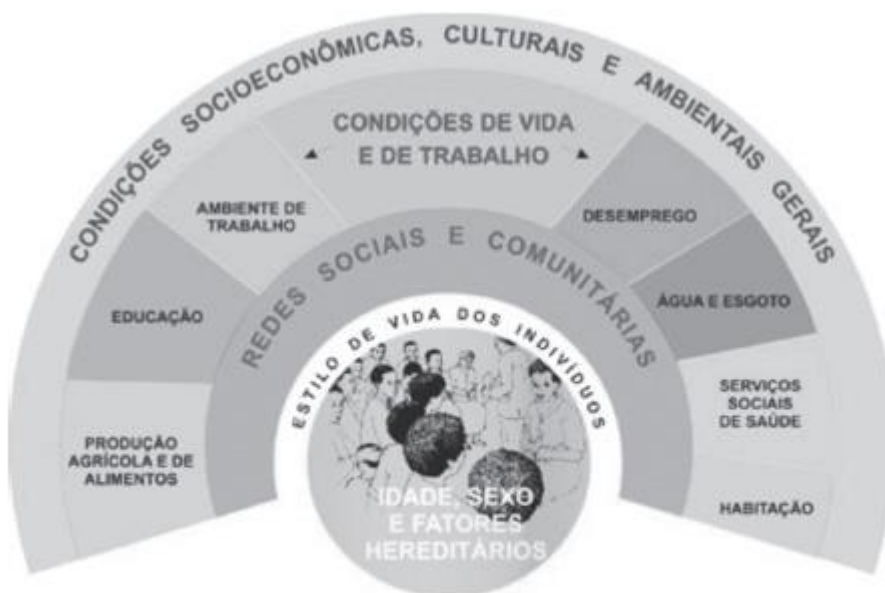 CONDIÇÕES SOCIOECONÔMICAS, CULTURAIS E AMBIENTAIS GERAIS
CONDIÇÕES DE VIDA
E DE TRABALHO
AMBIENTE DE
TRABALHO
DESEMPREGO
REDES SOCIAIS E COMUNITÁRIAS
EDUCAÇÃO
ÁGUA E ESGOTO
ESTILO DE VIDA DOS INDIVÍDUOS
PRODUÇÃO
AGRÍCOLA E DE
ALIMENTOS
SERVIÇOS
SOCIAIS
DE SAÚDE
HABITAÇÃO
IDADE, SEXO
E FATORES
HEREDITÁRIOS